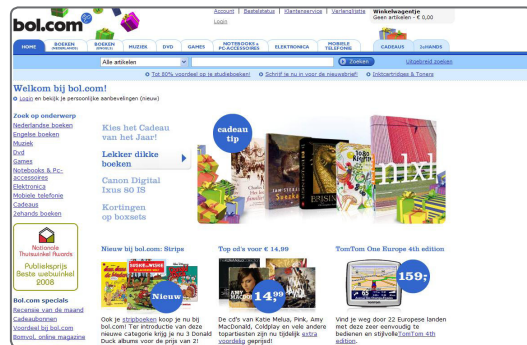 bol.com
Account | Bestelstatus | Klantenservice | Verlanglijstje
Login
Winkelwagentje
Geen artikelen - € 0,00
HOME
BOEKEN (NEDERLANDS)
BOEKEN (ENGELS)
MUZIEK
DVD
GAMES
NOTEBOOKS & PC-ACCESSOIRES
ELEKTRONICA
MOBIELE TELEFONIE
CADEAUS
2eHANDS
Alle artikelen
Zoeken
Uitgebreid zoeken
Tot 80% voordeel op je studieboeken!
Schrijf je nu in voor de nieuwsbrief!
Inktcartridges & Toners
Welkom bij bol.com!
Login en bekijk je persoonlijke aanbevelingen (nieuw)
Zoek op onderwerp
Nederlandse boeken
Engelse boeken
Muziek
Dvd
Games
Notebooks & Pc-
accessoires
Elektronica
Mobiele telefonie
Cadeaus
2ehands boeken
Nationale
Thuiswinkel Awards
Publieksprijs
Beste webwinkel
2008
Bol.com specials
Recensie van de maand
Cadeaubonnen
Voordeel bij bol.com
Bomvol, online magazine
Kies het Cadeau
van het Jaar!
Lekker dikke
boeken
Canon Digital
Ixus 80 IS
Kortingen
op boxsets
cadeau
tip
mlxl
Nieuw bij bol.com: Strips
Nieuw
Ook je stripboeken koop je nu bij
bol.com! Ter introductie van deze
nieuwe categorie krijg je nu 3 Donald
Duck albums voor de prijs van 2!
Top cd's voor € 14,99
AMY
MACDONALD
14,99
De cd's van Katie Melua, Pink, Amy
MacDonald, Coldplay en vele andere
topartiesten zijn nu tijdelijk extra
voordelig geprijsd!
TomTom One Europe 4th edition
159,-
Vind je weg door 22 Europese landen
met deze zeer eenvoudig te
bedienen en stijlvolle TomTom 4th
edition.